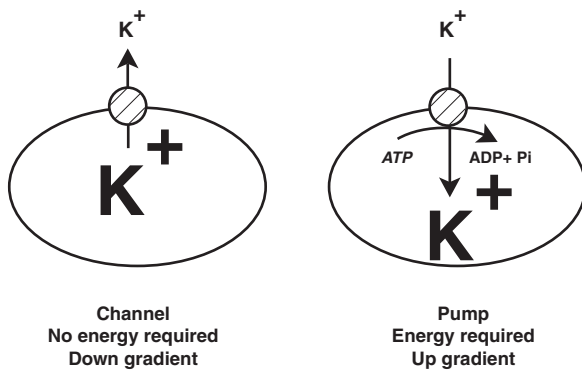 K+
K+
Channel
No energy required
Down gradient
K+
ATP
ADP+ Pi
K+
Pump
Energy required
Up gradient